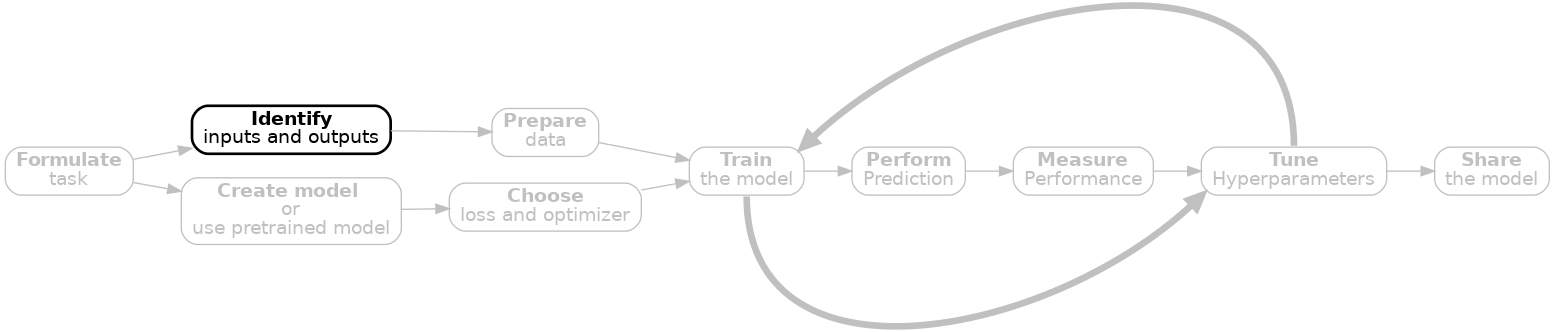 Formulate
task
Identify
inputs and outputs
Create model
or
use pretrained model
Prepare
data
Choose
loss and optimizer
Train
the model
Perform
Prediction
Measure
Performance
Tune
Hyperparameters
Share
the model